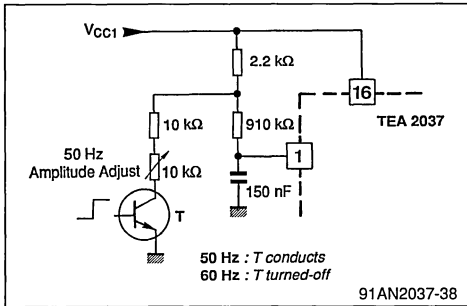 VCC1
2.2 kΩ
16
TEA 2037
10 kΩ
910 kΩ
50 Hz
Amplitude Adjust
10 kΩ
1
150 nF
T
50 Hz : T conducts
60 Hz : T turned-off
91AN2037-38